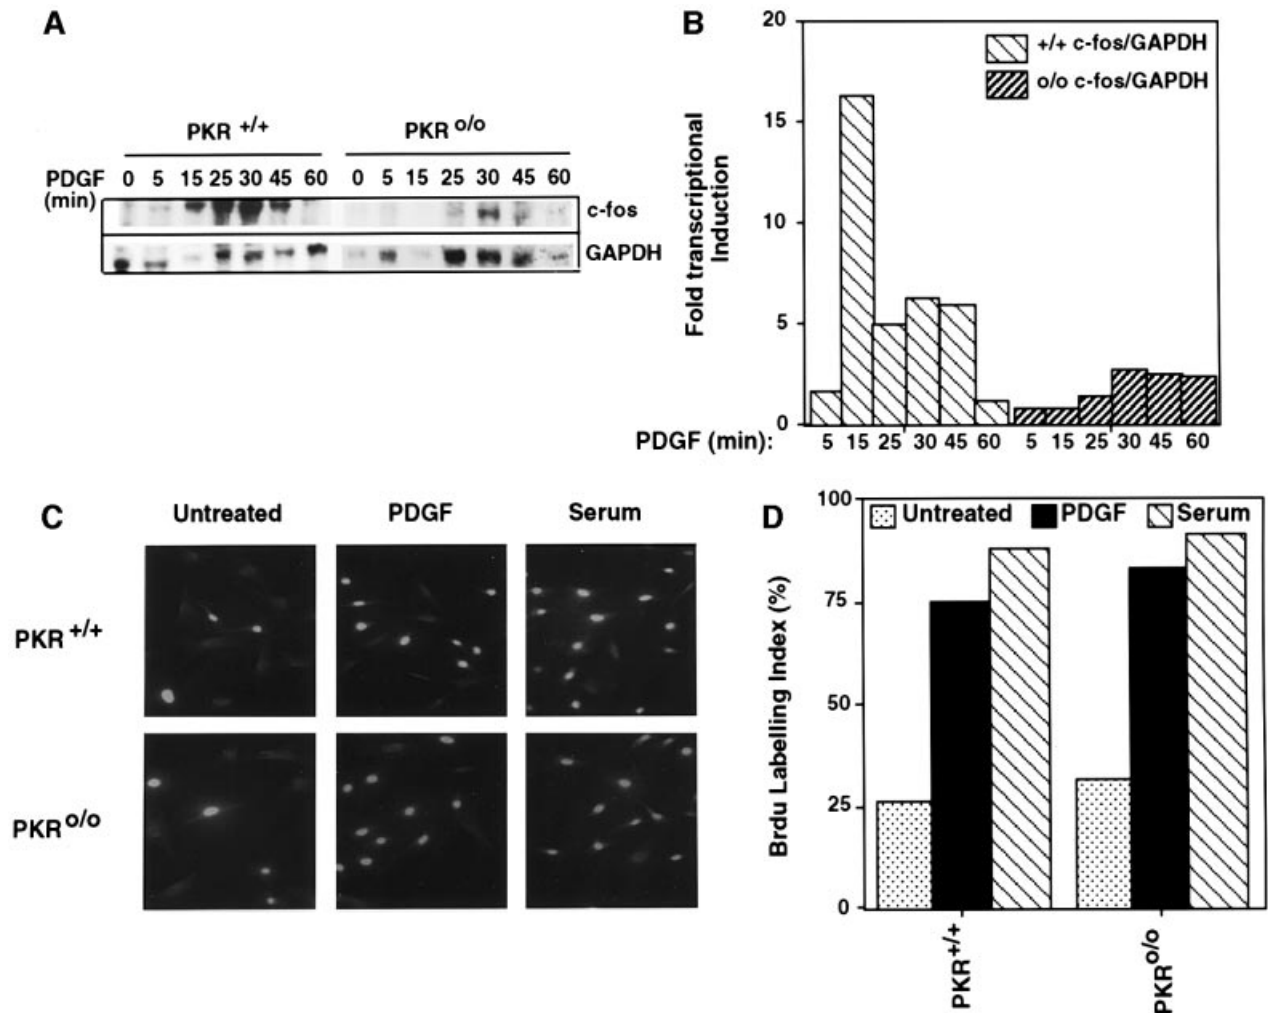 A
PKR +/+ PKR o/o
PDGF (min) 0 5 15 25 30 45 60 0 5 15 25 30 45 60
c-fos
GAPDH
B
20
15
10
5
0
Fold transcriptional Induction
+/+ c-fos/GAPDH
o/o c-fos/GAPDH
PDGF (min): 5 15 25 30 45 60 5 15 25 30 45 60
C
Untreated PDGF Serum
PKR +/+
PKR o/o
D
100
75
50
25
0
Brdu Labelling Index (%)
Untreated PDGF Serum
PKR +/+
PKR o/o